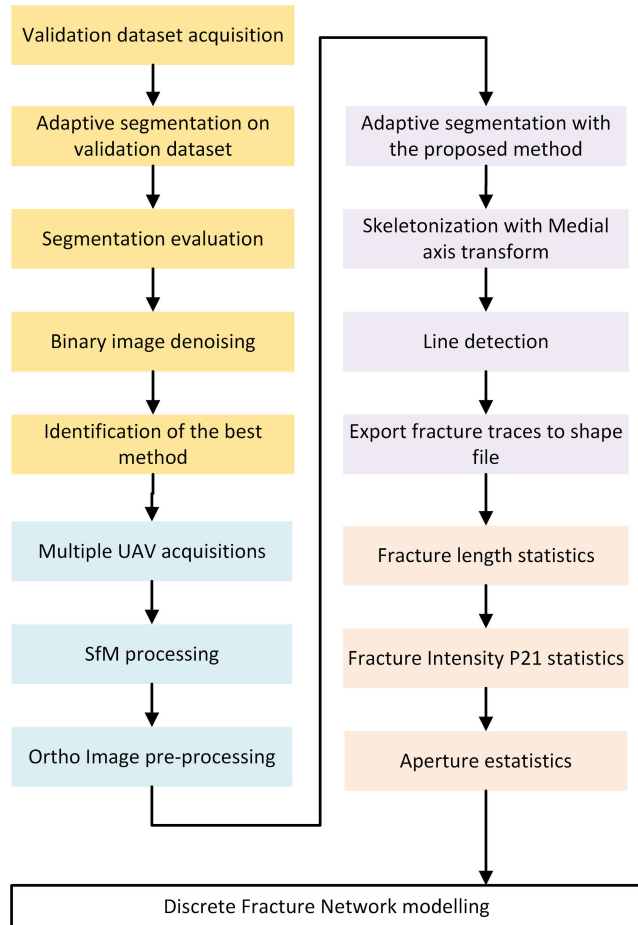 Validation dataset acquisition
Adaptive segmentation on
validation dataset
Segmentation evaluation
Binary image denoising
Identification of the best
method
Multiple UAV acquisitions
SfM processing
Ortho Image pre-processing
Adaptive segmentation with
the proposed method
Skeletonization with Medial
axis transform
Line detection
Export fracture traces to shape
file
Fracture length statistics
Fracture Intensity P21 statistics
Aperture estatistics
Discrete Fracture Network modelling